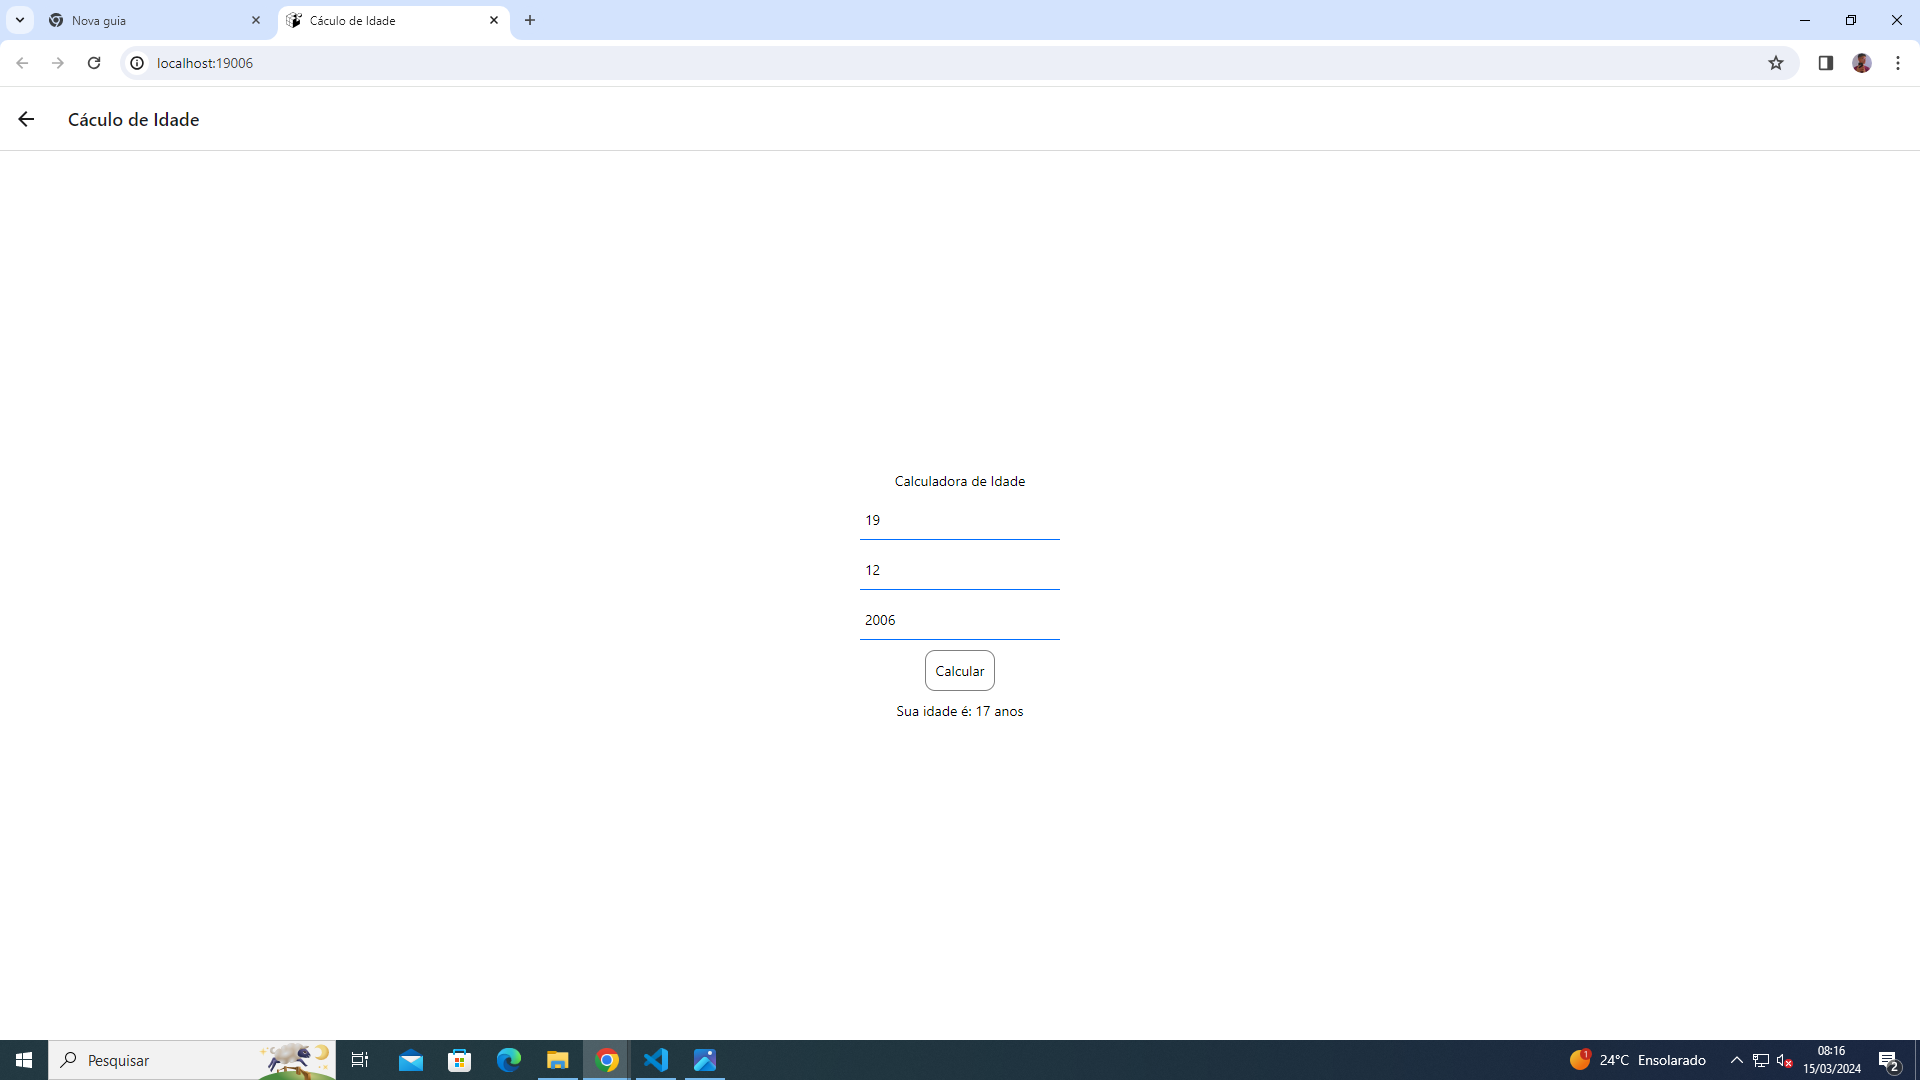 Nova guia
Cáculo de Idade
localhost:19006
Cáculo de Idade
Calculadora de Idade
19
12
2006
Calcular
Sua idade é: 17 anos
Pesquisar
1
24°C Ensolarado
08:16
15/03/2024
2